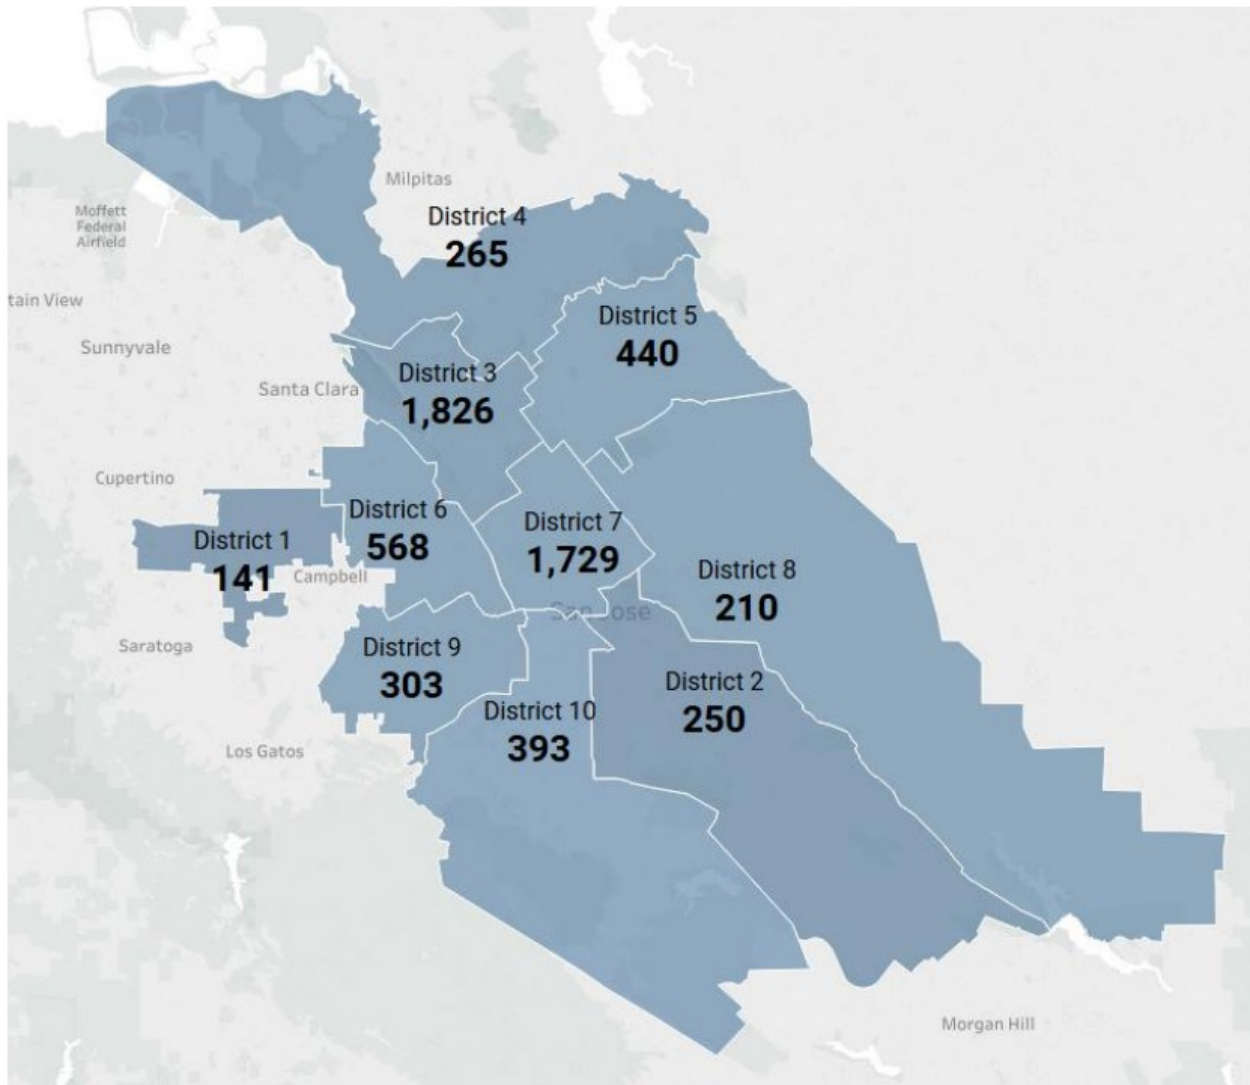 Milpitas
Moffett
Federal
Airfield
District 4
265
tain View
District 5
440
Sunnyvale
District 3
1,826
Santa Clara
Cupertino
District 6
568
District 7
1,729
District 1
141
Campbell
District 8
210
San Jose
Saratoga
District 9
303
District 2
250
District 10
393
Los Gatos
Morgan Hill